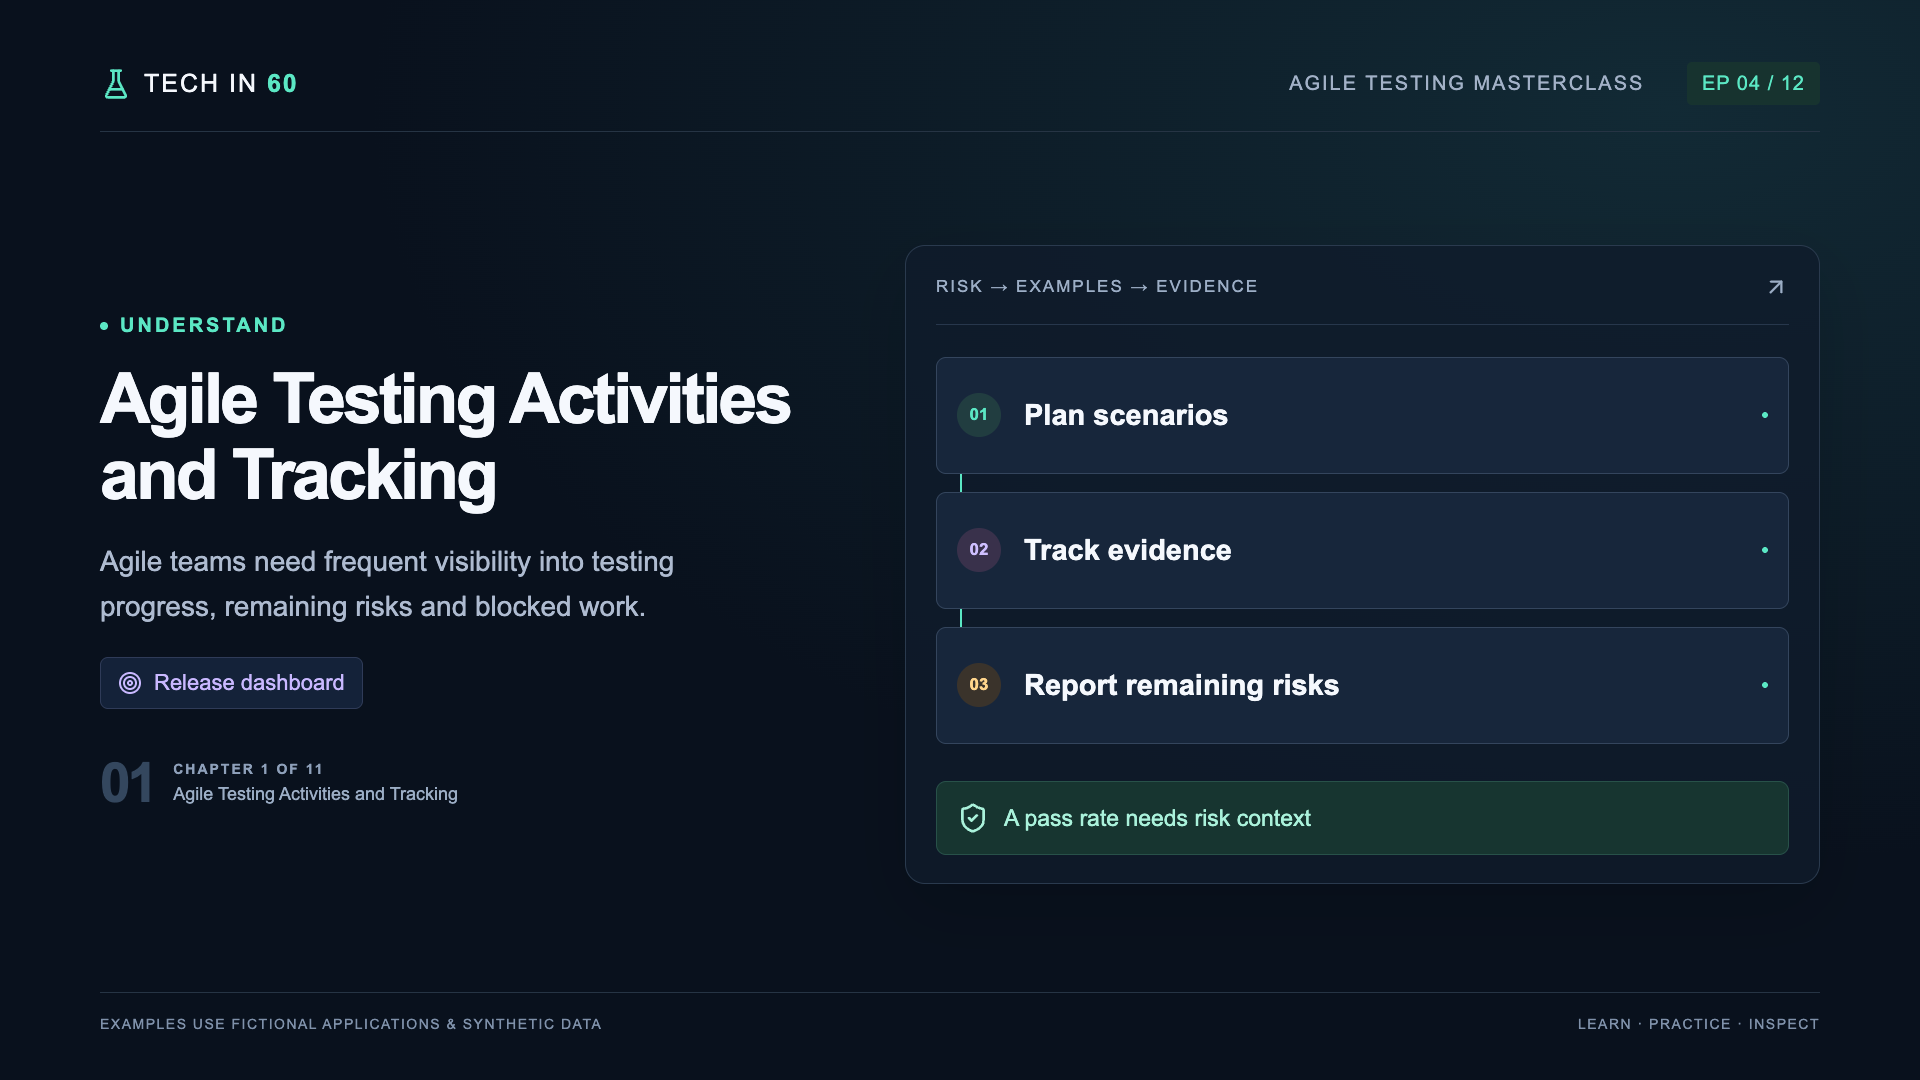 TECH IN 60
AGILE TESTING MASTERCLASS
EP 04 / 12
• UNDERSTAND
Agile Testing Activities
and Tracking
Agile teams need frequent visibility into testing
progress, remaining risks and blocked work.
Release dashboard
01
CHAPTER 1 OF 11
Agile Testing Activities and Tracking
RISK → EXAMPLES → EVIDENCE
01 Plan scenarios
02 Track evidence
03 Report remaining risks
A pass rate needs risk context
EXAMPLES USE FICTIONAL APPLICATIONS & SYNTHETIC DATA
LEARN · PRACTICE · INSPECT